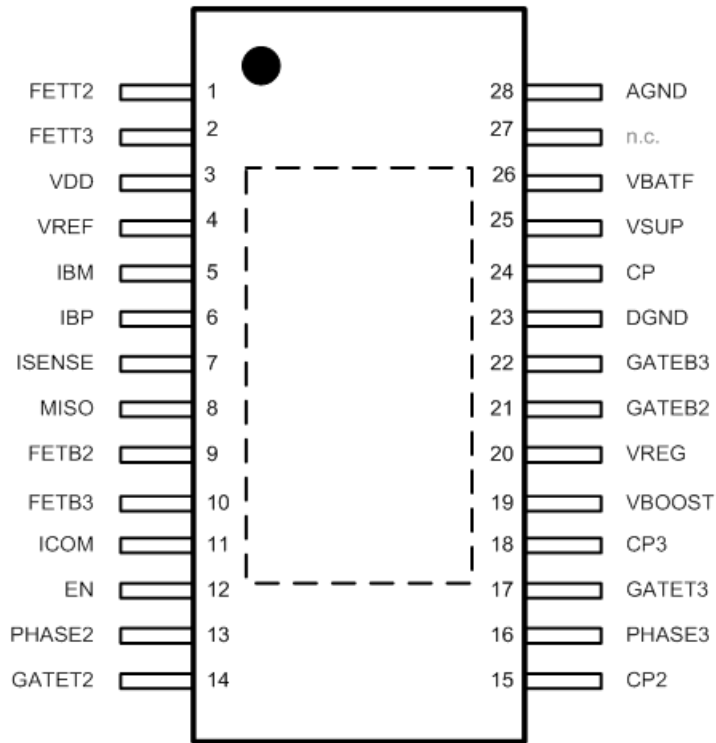 FETT2 1 28 AGND
FETT3 2 27 n.c.
VDD 3 26 VBATF
VREF 4 25 VSUP
IBM 5 24 CP
IBP 6 23 DGND
ISENSE 7 22 GATEB3
MISO 8 21 GATEB2
FETB2 9 20 VREG
FETB3 10 19 VBOOST
ICOM 11 18 CP3
EN 12 17 GATET3
PHASE2 13 16 PHASE3
GATET2 14 15 CP2